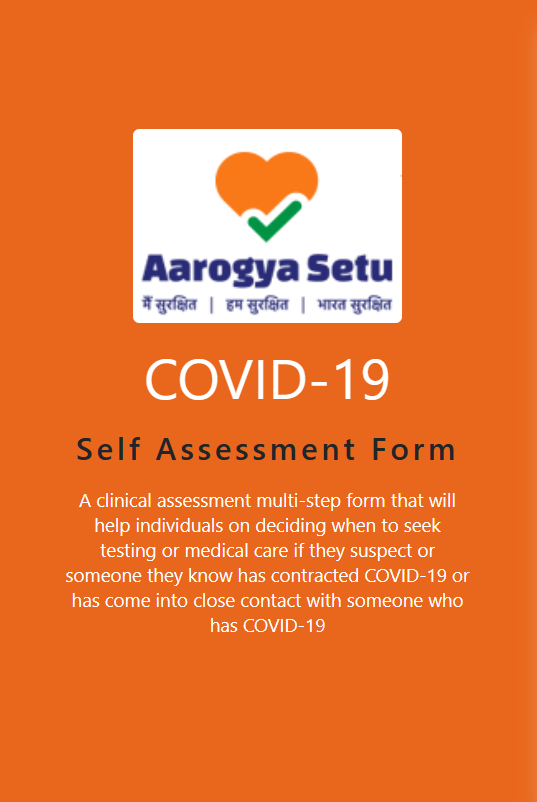 Aarogya Setu
मैं सुरक्षित | हम सुरक्षित | भारत सुरक्षित
COVID-19
Self Assessment Form
A clinical assessment multi-step form that will
help individuals on deciding when to seek
testing or medical care if they suspect or
someone they know has contracted COVID-19 or
has come into close contact with someone who
has COVID-19